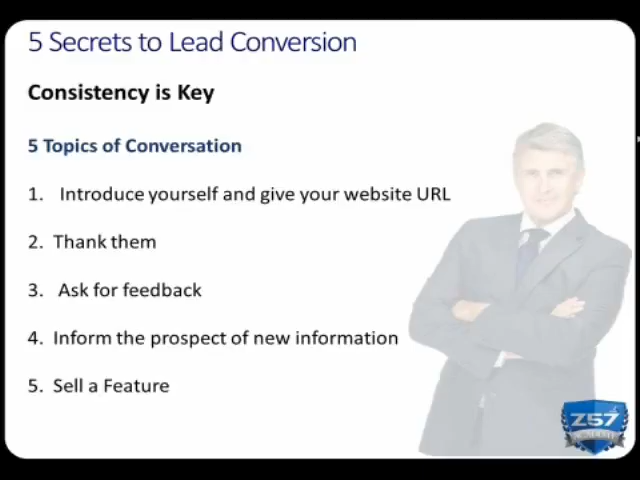 5 Secrets to Lead Conversion
Consistency is Key
5 Topics of Conversation
1. Introduce yourself and give your website URL
2. Thank them
3. Ask for feedback
4. Inform the prospect of new information
5. Sell a Feature
Z57
ACADEMY